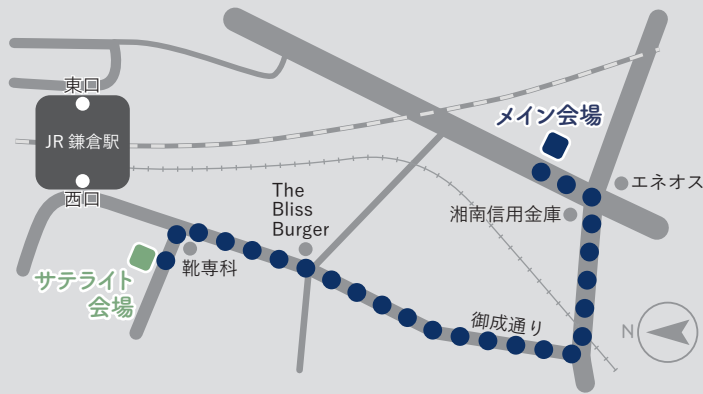 東口
JR 鎌倉駅
西口
メイン会場
エネオス
湘南信用金庫
The
Bliss
Burger
靴専科
サテライト
会場
御成通り
N